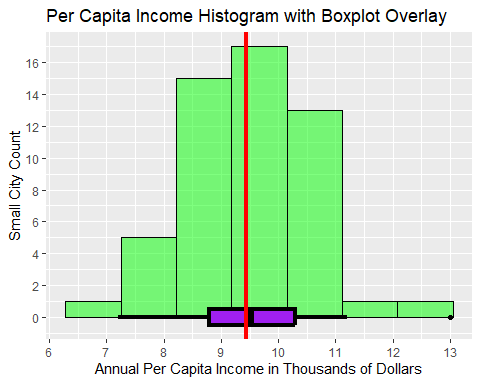 Per Capita Income Histogram with Boxplot Overlay
Small City Count
16
14
12
10
8
6
4
2
0
6 7 8 9 10 11 12 13
Annual Per Capita Income in Thousands of Dollars